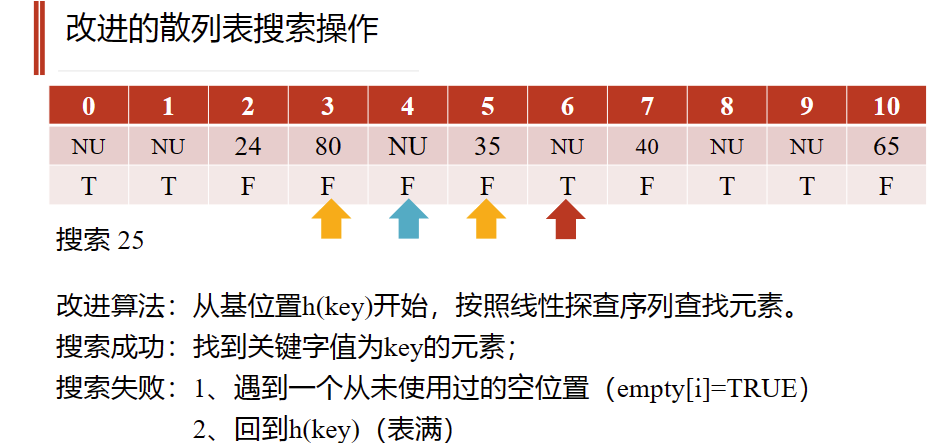 改进的散列表搜索操作
0 1 2 3 4 5 6 7 8 9 10
NU NU 24 80 NU 35 NU 40 NU NU 65
T T F F F F T F T T F
搜索 25
改进算法：从基位置h(key)开始，按照线性探查序列查找元素。
搜索成功：找到关键字值为key的元素；
搜索失败：1、遇到一个从未使用过的空位置（empty[i]=TRUE）
2、回到h(key)（表满）